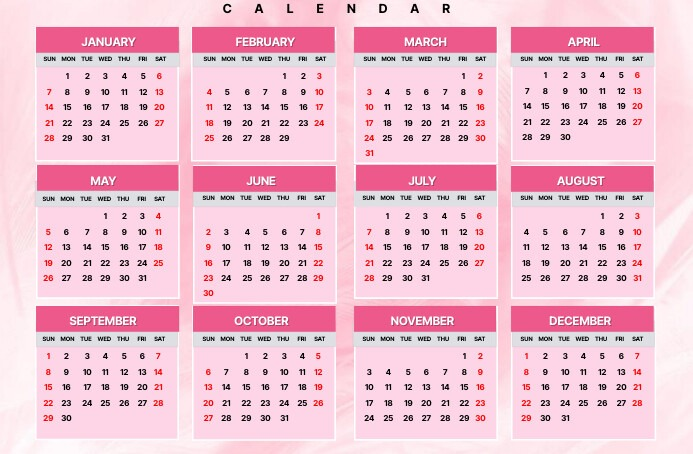 CALENDAR
JANUARY FEBRUARY MARCH APRIL
SUN MON TUE WED THU FRI SAT SUN MON TUE WED THU FRI SAT SUN MON TUE WED THU FRI SAT SUN MON TUE WED THU FRI SAT
1 2 3 4 5 6 1 2 3 1 2 1 2 3 4 5 6
7 8 9 10 11 12 13 4 5 6 7 8 9 10 3 4 5 6 7 8 9 7 8 9 10 11 12 13
14 15 16 17 18 19 20 11 12 13 14 15 16 17 10 11 12 13 14 15 16 14 15 16 17 18 19 20
21 22 23 24 25 26 27 18 19 20 21 22 23 24 17 18 19 20 21 22 23 21 22 23 24 25 26 27
28 29 30 31 25 26 27 28 29 24 25 26 27 28 29 30 28 29 30
31
MAY JUNE JULY AUGUST
SUN MON TUE WED THU FRI SAT SUN MON TUE WED THU FRI SAT SUN MON TUE WED THU FRI SAT SUN MON TUE WED THU FRI SAT
1 2 3 4 1 1 2 3 4 5 6 1 2 3
5 6 7 8 9 10 11 2 3 4 5 6 7 8 7 8 9 10 11 12 13 4 5 6 7 8 9 10
12 13 14 15 16 17 18 9 10 11 12 13 14 15 14 15 16 17 18 19 20 11 12 13 14 15 16 17
19 20 21 22 23 24 25 16 17 18 19 20 21 22 21 22 23 24 25 26 27 18 19 20 21 22 23 24
26 27 28 29 30 31 23 24 25 26 27 28 29 28 29 30 31 25 26 27 28 29 30 31
30
SEPTEMBER OCTOBER NOVEMBER DECEMBER
SUN MON TUE WED THU FRI SAT SUN MON TUE WED THU FRI SAT SUN MON TUE WED THU FRI SAT SUN MON TUE WED THU FRI SAT
1 2 3 4 5 6 7 1 2 3 4 5 1 2 1 2 3 4 5 6 7
8 9 10 11 12 13 14 6 7 8 9 10 11 12 3 4 5 6 7 8 9 8 9 10 11 12 13 14
15 16 17 18 19 20 21 13 14 15 16 17 18 19 10 11 12 13 14 15 16 15 16 17 18 19 20 21
22 23 24 25 26 27 28 20 21 22 23 24 25 26 17 18 19 20 21 22 23 22 23 24 25 26 27 28
29 30 27 28 29 30 31 24 25 26 27 28 29 30 29 30 31